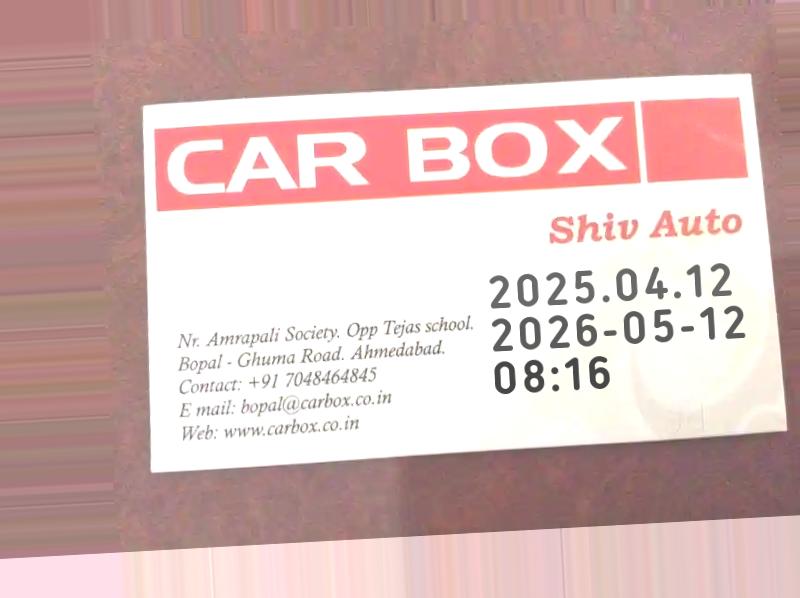 CAR BOX
Shiv Auto
2025.04.12
2026-05-12
08:16
Nr. Amrapali Society. Opp Tejas school.
Bopal - Ghuma Road. Ahmedabad.
Contact: +91 7048464845
E mail: bopal@carbox.co.in
Web: www.carbox.co.in